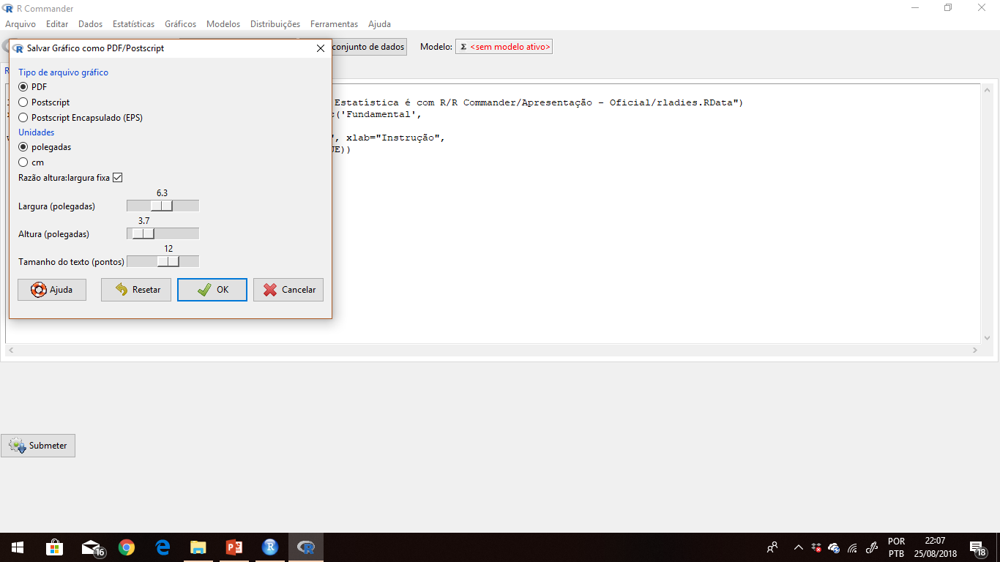 R Commander
Arquivo Editar Dados Estatísticas Gráficos Modelos Distribuições Ferramentas Ajuda
Salvar Gráfico como PDF/Postscript
conjunto de dados
Modelo: Σ <sem modelo ativo>
Tipo de arquivo gráfico
PDF
Postscript
Postscript Encapsulado (EPS)
Unidades
polegadas
cm
Razão altura:largura fixa
6.3
Largura (polegadas)
3.7
Altura (polegadas)
12
Tamanho do texto (pontos)
Ajuda Resetar OK Cancelar
Estatística é com R/R Commander/Apresentação - Oficial/rladies.RData")
('Fundamental',
", xlab="Instrução",
UE))
Submeter
16
POR
PTB
22:07
25/08/2018
18